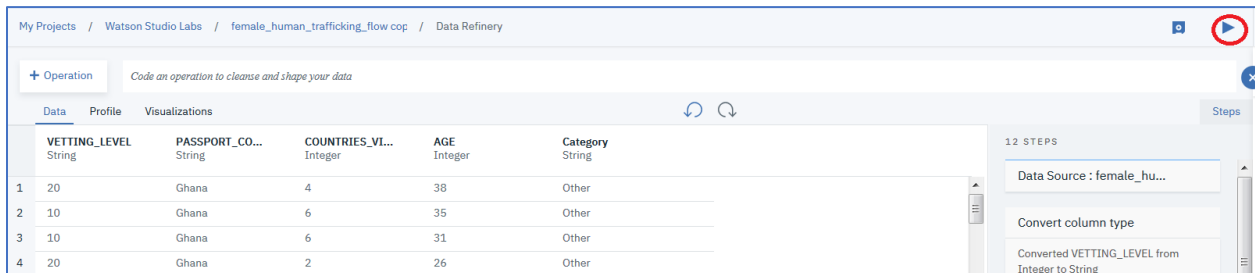 My Projects / Watson Studio Labs / female_human_trafficking_flow cop / Data Refinery
+ Operation Code an operation to cleanse and shape your data
Data Profile Visualizations Steps
VETTING_LEVEL PASSPORT_CO... COUNTRIES_VI... AGE Category
String String Integer Integer String
12 STEPS
1 20 Ghana 4 38 Other
Data Source : female_hu...
2 10 Ghana 6 35 Other
3 10 Ghana 6 31 Other
Convert column type
4 20 Ghana 2 26 Other
Converted VETTING_LEVEL from
Integer to String